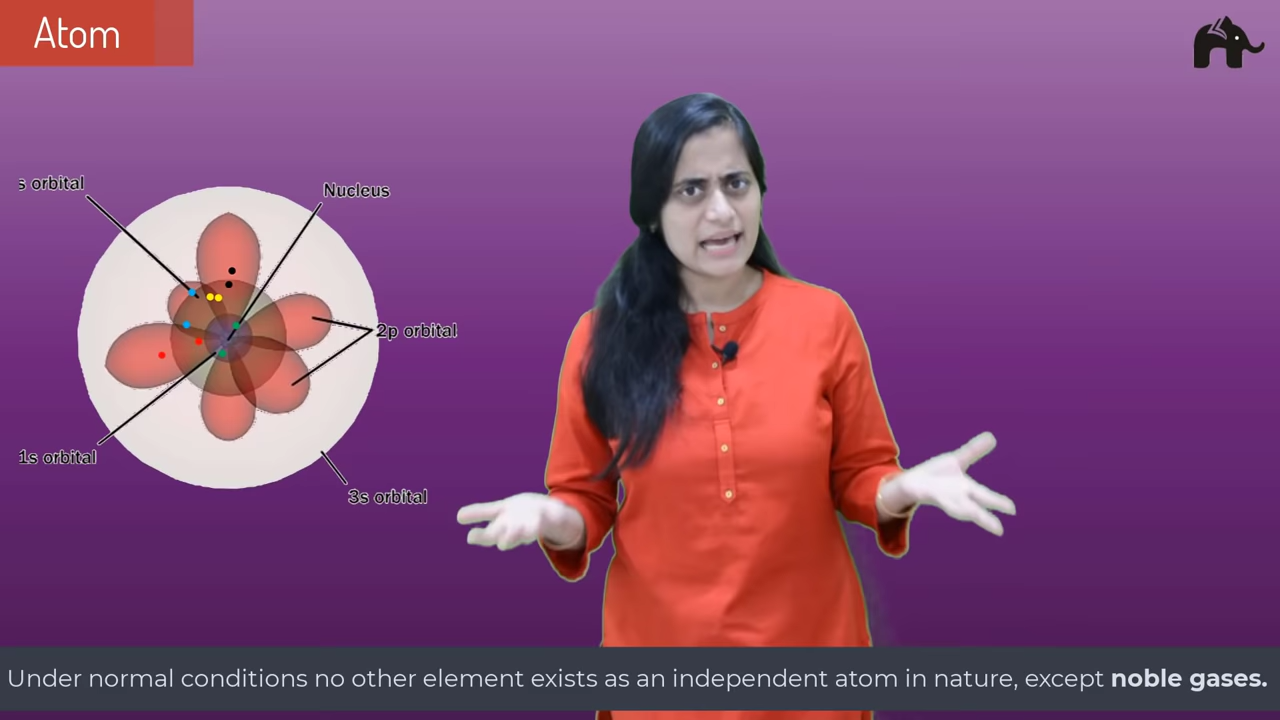 Atom
s orbital
Nucleus
2p orbital
1s orbital
3s orbital
Under normal conditions no other element exists as an independent atom in nature, except noble gases.